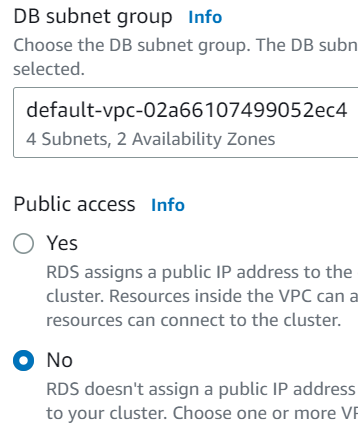 DB subnet group Info
Choose the DB subnet group. The DB subn
selected.
default-vpc-02a66107499052ec4
4 Subnets, 2 Availability Zones
Public access Info
Yes
RDS assigns a public IP address to the
cluster. Resources inside the VPC can a
resources can connect to the cluster.
No
RDS doesn't assign a public IP address
to your cluster. Choose one or more VP